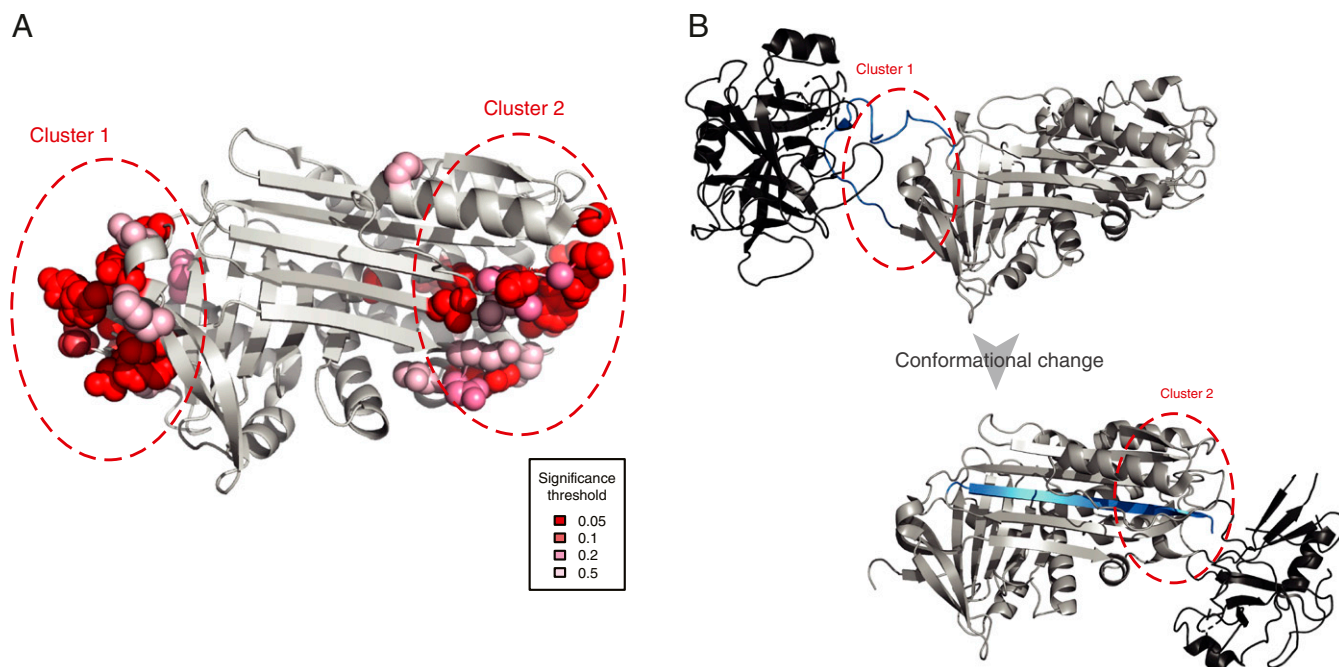 A
Cluster 1
Cluster 2
Significance
threshold
0.05
0.1
0.2
0.5
B
Cluster 1
Conformational change
Cluster 2